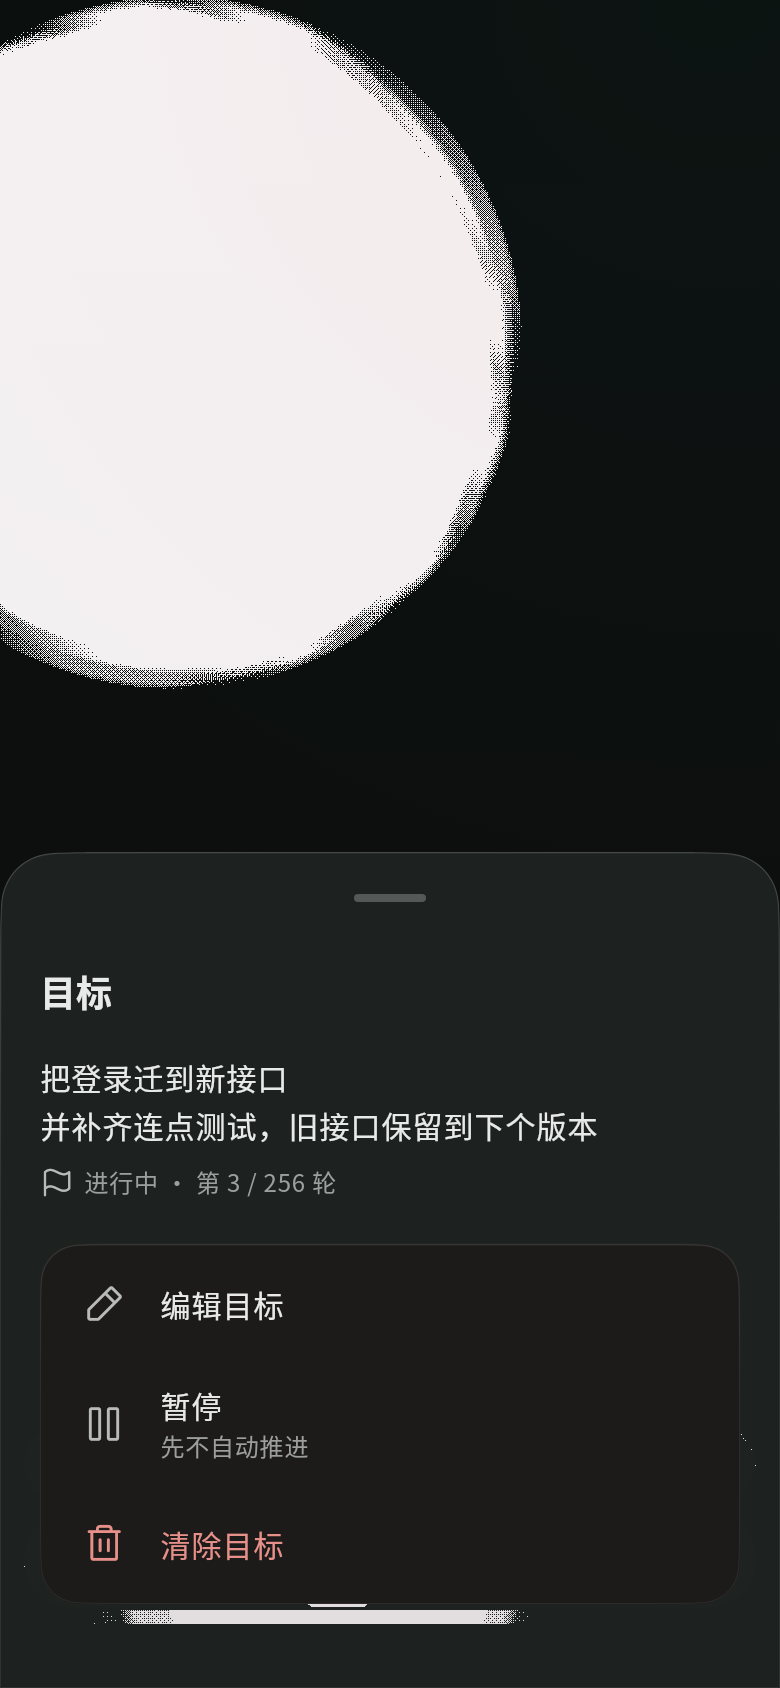 目标
把登录迁到新接口
并补齐连点测试，旧接口保留到下个版本
进行中 · 第 3 / 256 轮
编辑目标
暂停
先不自动推进
清除目标